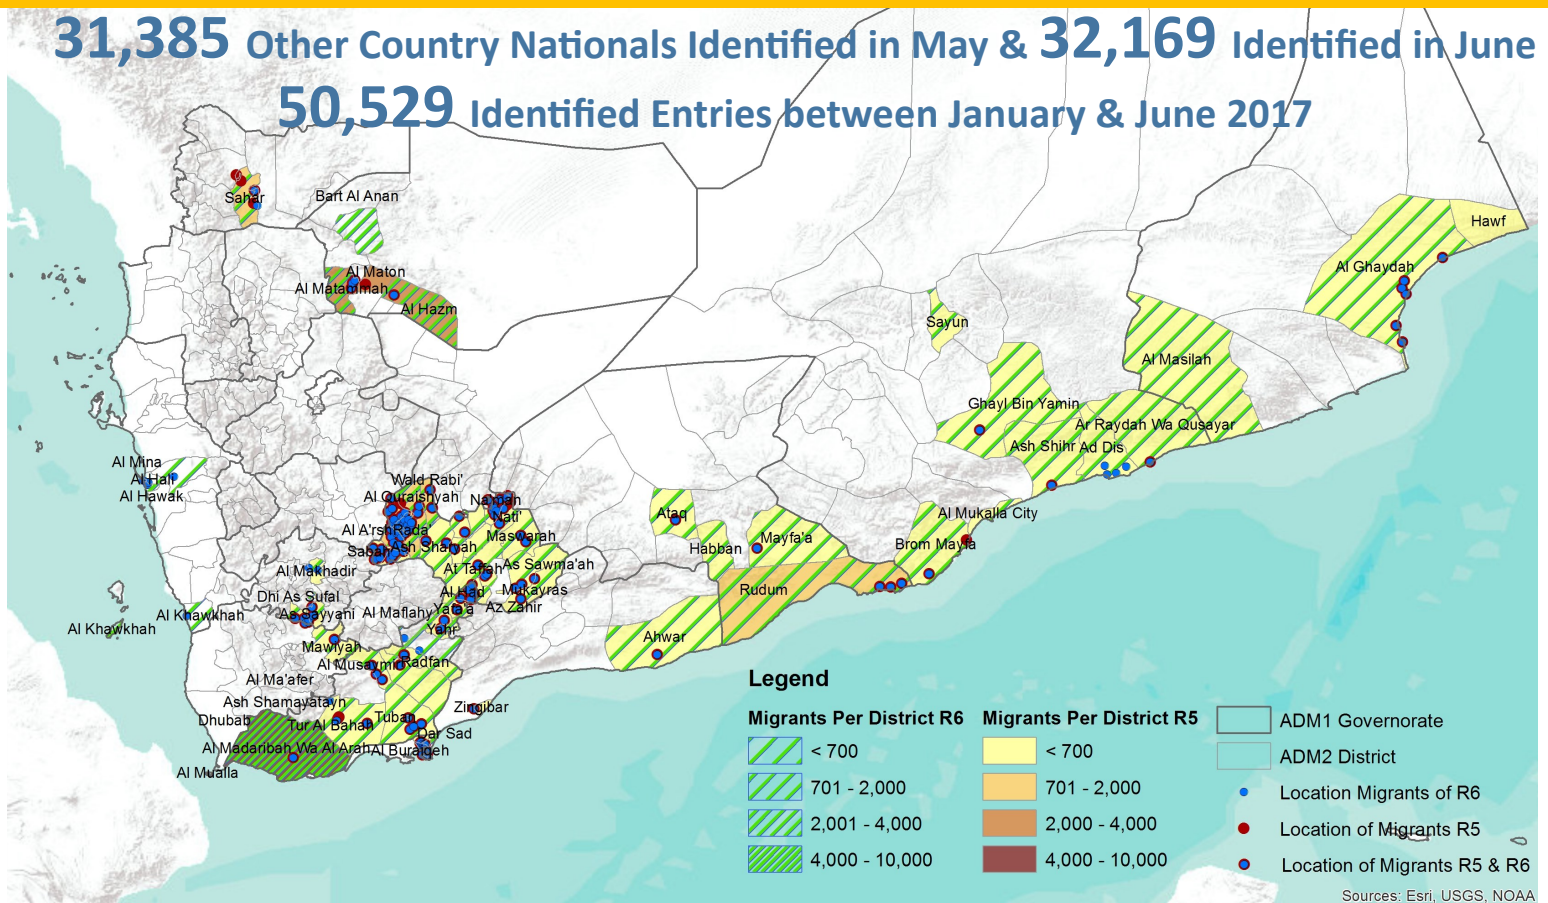 31,385 Other Country Nationals Identified in May & 32,169 Identified in June
50,529 Identified Entries between January & June 2017
Sahar
Bart Al Anan
Al Maton
Al Matammah
Al Hazm
Hawf
Al Ghaydah
Sayun
Al Masilah
Ghayl Bin Yamin
Ar Raydah Wa Qusayar
Ash Shihr
Ad Dis
Al Mina
Al Hali
Al Hawak
Wald Rabi'
Al Quraishyah
Na'man
Nati'
Al A'rsh
Rada'
Maswarah
Sabah
Ash Sharyah
Ataq
Habban
Mayfa'a
Al Mukalla City
Brom Mayfa
Al Makhadir
At Taffah
As Sawma'ah
Rudum
Dhi As Sufal
Al Had
Mukayras
Al Khawkhah
As Sayyani
Al Maflahy
Yafa'a
Az Zahir
Al Khawkhah
Yahr
Ahwar
Mawiyah
Al Musaymir
Radfan
Al Ma'afer
Ash Shamayatayn
Zingibar
Dhubab
Tur Al Bahah
Tuban
Dar Sad
Al Madaribah Wa Al Arah
Al Buraiqeh
Al Mualla
Legend
Migrants Per District R6
< 700
701 - 2,000
2,001 - 4,000
4,000 - 10,000
Migrants Per District R5
< 700
701 - 2,000
2,000 - 4,000
4,000 - 10,000
ADM1 Governorate
ADM2 District
Location Migrants of R6
Location of Migrants R5
Location of Migrants R5 & R6
Sources: Esri, USGS, NOAA